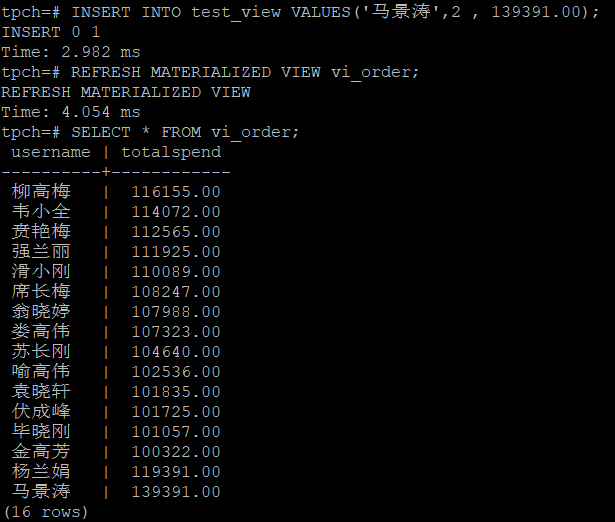 tpch=# INSERT INTO test_view VALUES('马景涛',2 , 139391.00);
INSERT 0 1
Time: 2.982 ms
tpch=# REFRESH MATERIALIZED VIEW vi_order;
REFRESH MATERIALIZED VIEW
Time: 4.054 ms
tpch=# SELECT * FROM vi_order;
 username | totalspend
----------+------------
 柳高梅   |  116155.00
 韦小全   |  114072.00
 贲艳梅   |  112565.00
 强兰丽   |  111925.00
 滑小刚   |  110089.00
 席长梅   |  108247.00
 翁晓婷   |  107988.00
 娄高伟   |  107323.00
 苏长刚   |  104640.00
 喻高伟   |  102536.00
 袁晓轩   |  101835.00
 伏成峰   |  101725.00
 毕晓刚   |  101057.00
 金高芳   |  100322.00
 杨兰娟   |  119391.00
 马景涛   |  139391.00
(16 rows)